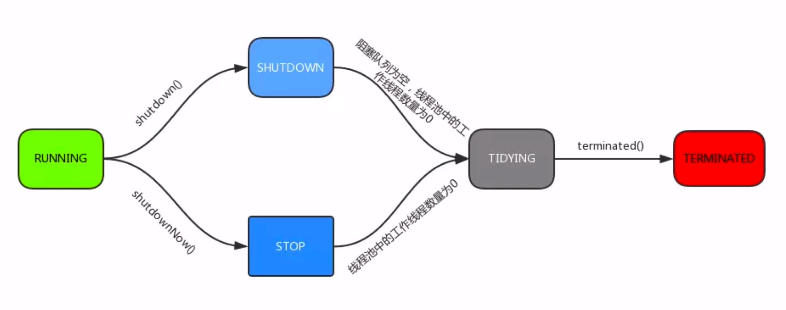 RUNNING
shutdown()
SHUTDOWN
阻塞队列为空，线程池中的工
作线程数量为0
shutdownNow()
STOP
线程池中的工作线程数量为0
TIDYING
terminated()
TERMINATED